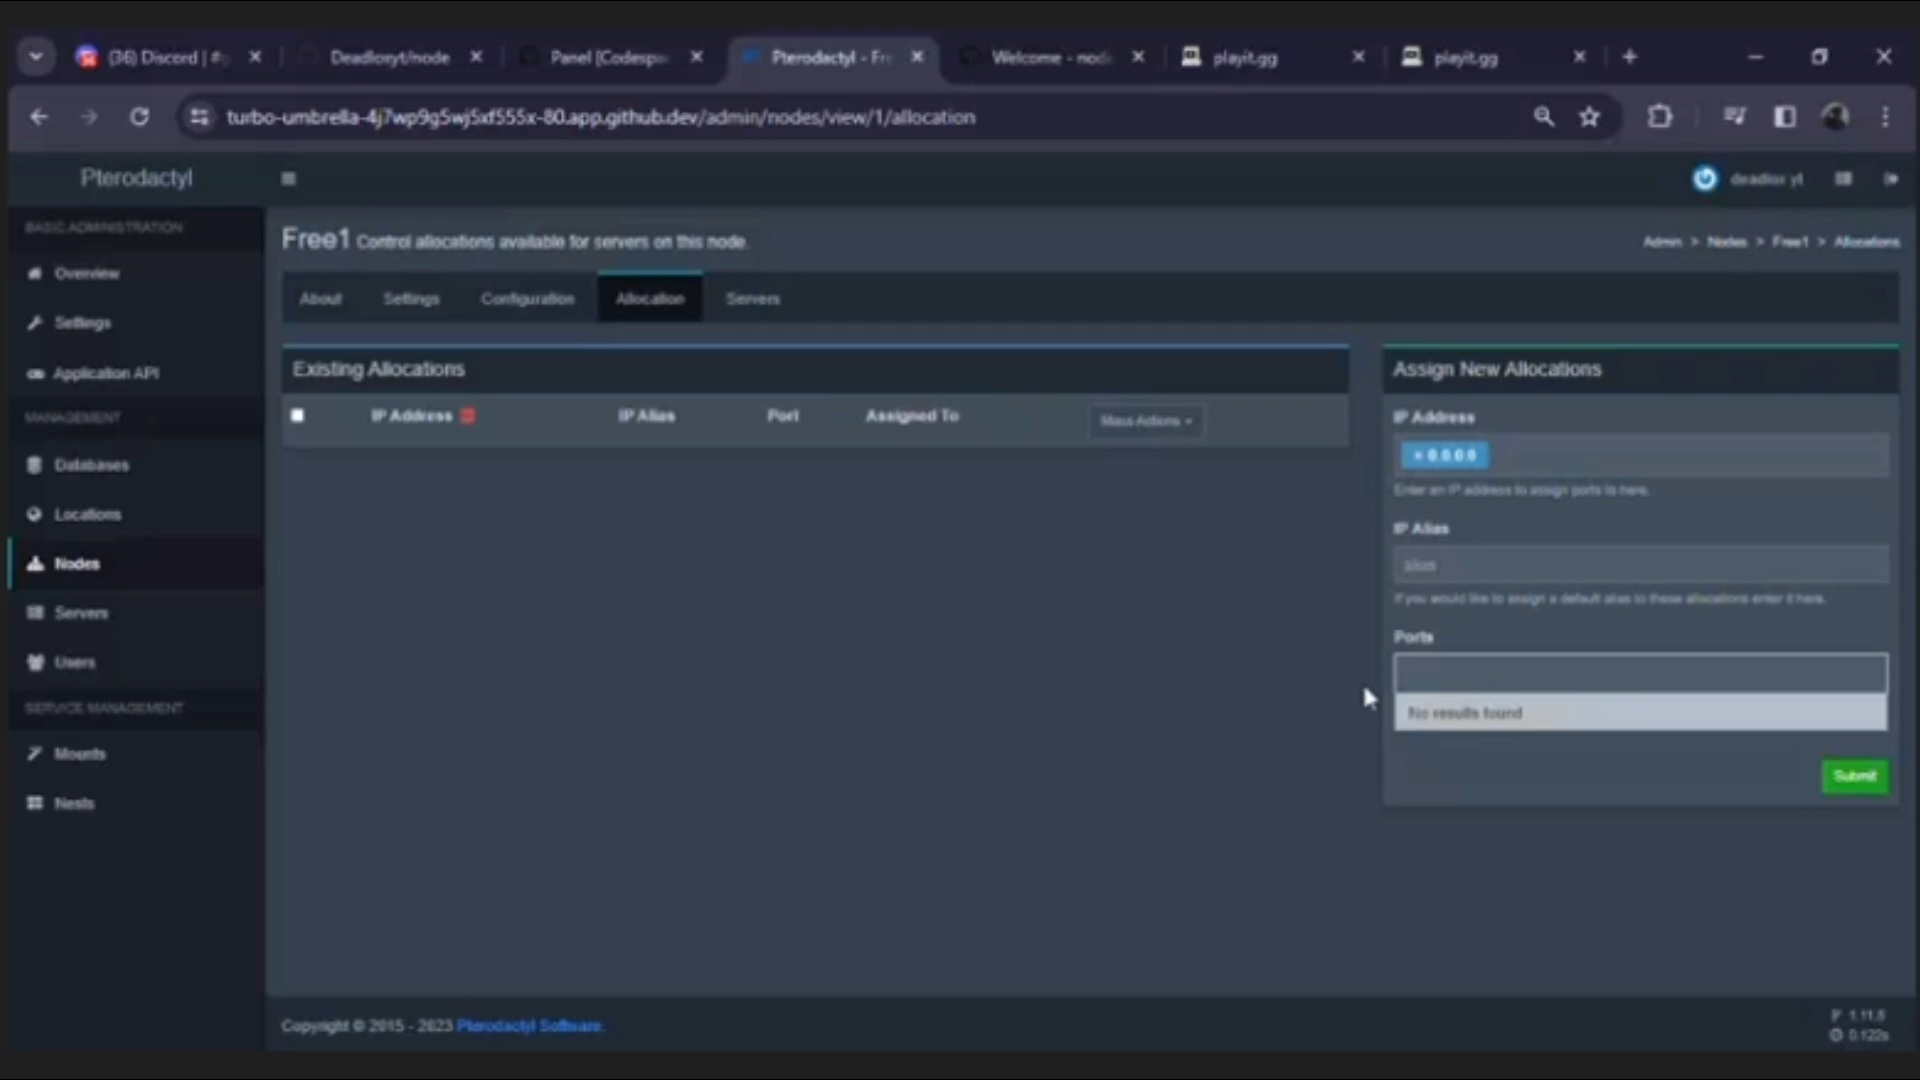 (36) Discord | #
Deadloxyt/node
Panel [Codespa
Pterodactyl - Fr
Welcome - nod
playit.gg
playit.gg
turbo-umbrella-4j7wp9g5wj5xf555x-80.app.github.dev/admin/nodes/view/1/allocation
Pterodactyl
deadlox yt
BASIC ADMINISTRATION
Overview
Settings
Application API
MANAGEMENT
Databases
Locations
Nodes
Servers
Users
SERVICE MANAGEMENT
Mounts
Nests
Free1 Control allocations available for servers on this node.
Admin > Nodes > Free1 > Allocations
About
Settings
Configuration
Allocation
Servers
Existing Allocations
IP Address
IP Alias
Port
Assigned To
Mass Actions
Assign New Allocations
IP Address
× 0.0.0.0
Enter an IP address to assign ports to here.
IP Alias
alias
If you would like to assign a default alias to these allocations enter it here.
Ports
No results found
Submit
Copyright © 2015 - 2023 Pterodactyl Software.
1.11.5
0.122s